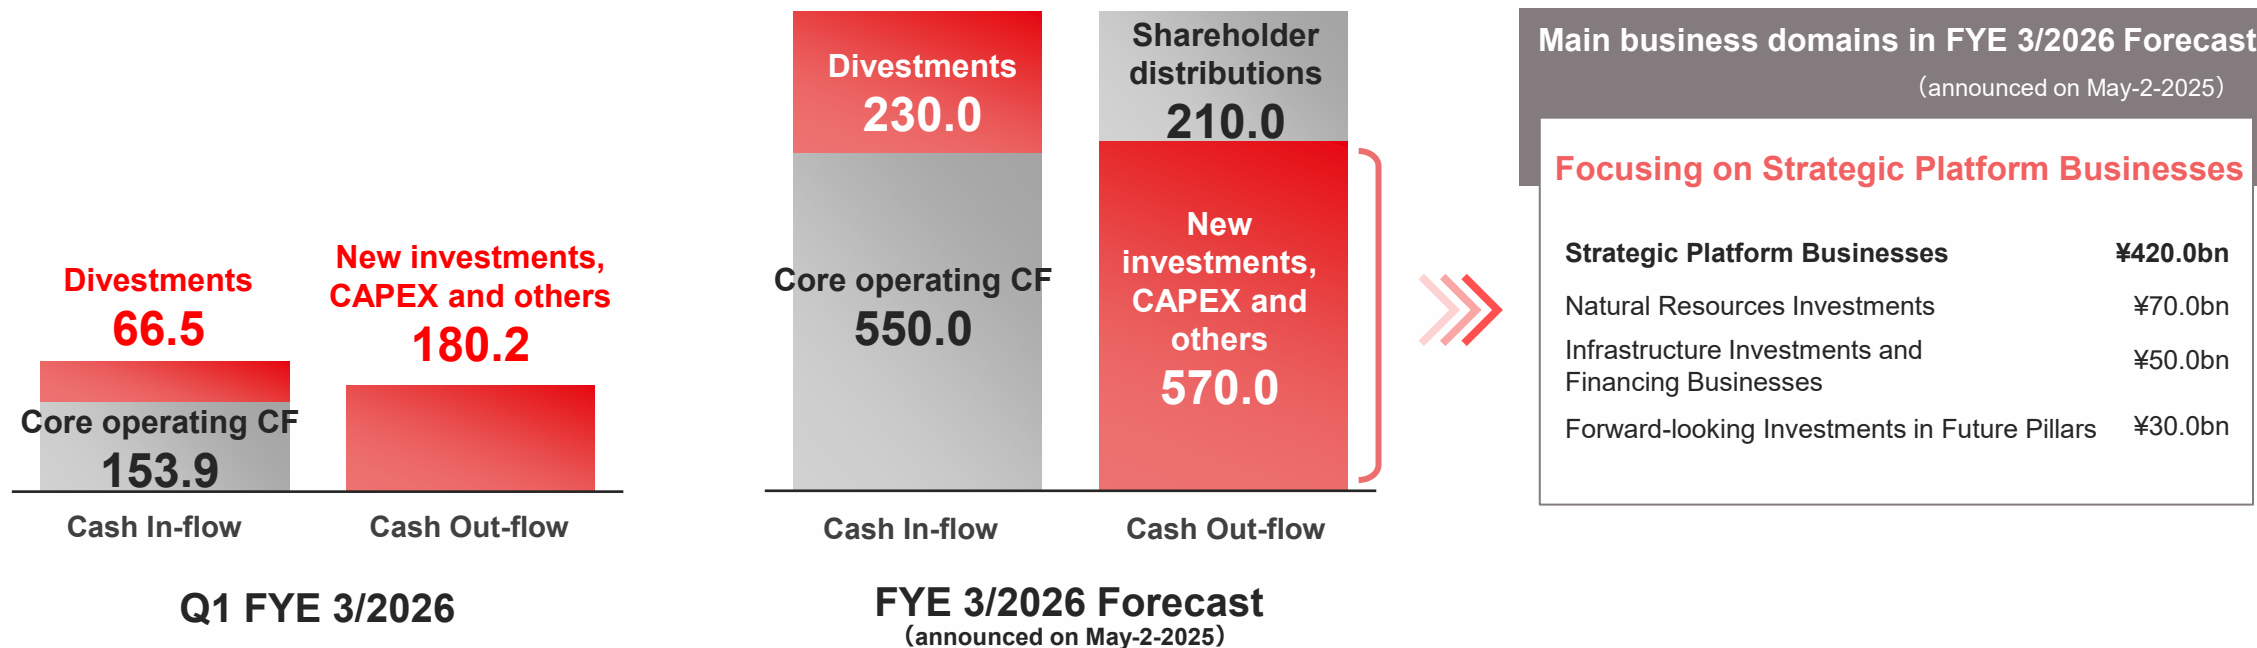 Divestments
66.5
Core operating CF
153.9
New investments,
CAPEX and others
180.2
Cash In-flow
Cash Out-flow
Q1 FYE 3/2026
Divestments
230.0
Core operating CF
550.0
Shareholder
distributions
210.0
New
investments,
CAPEX and
others
570.0
Cash In-flow
Cash Out-flow
FYE 3/2026 Forecast
（announced on May-2-2025）
Main business domains in FYE 3/2026 Forecast
（announced on May-2-2025）
Focusing on Strategic Platform Businesses
Strategic Platform Businesses ¥420.0bn
Natural Resources Investments ¥70.0bn
Infrastructure Investments and
Financing Businesses ¥50.0bn
Forward-looking Investments in Future Pillars ¥30.0bn